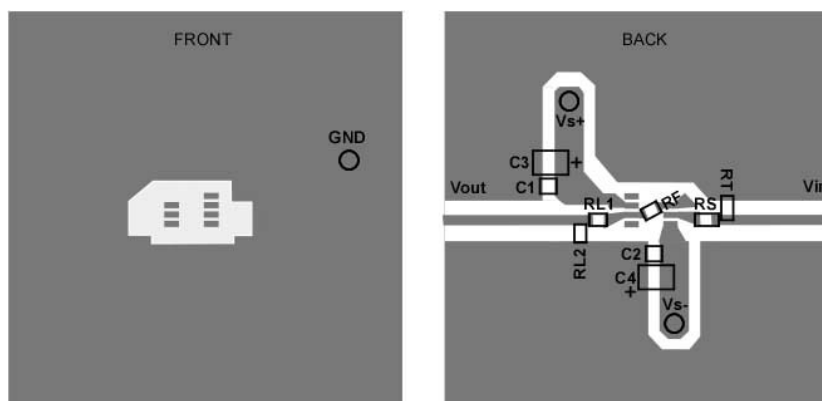 FRONT
GND
BACK
Vs+
C3
+
C1
Vout
RL1
RF
RS
RT
Vin
RL2
C2
C4
+
Vs-